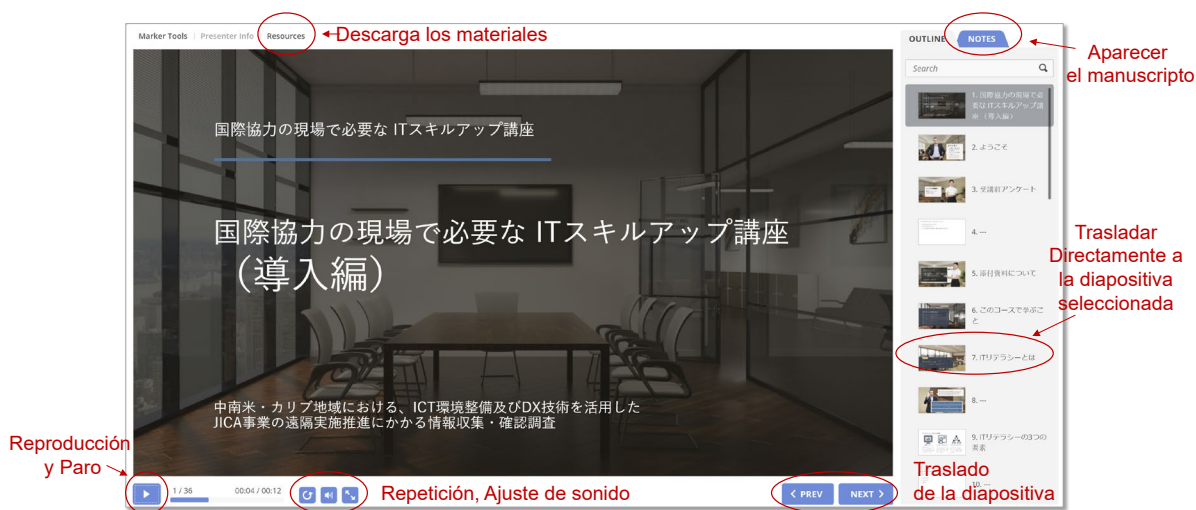 Marker Tools | Presenter Info | Resources
Descarga los materiales
OUTLINE NOTES
Aparecer
el manuscripto
Search
国際協力の現場で必要な ITスキルアップ講座
国際協力の現場で必要な ITスキルアップ講座
（導入編）
中南米・カリブ地域における、ICT環境整備及びDX技術を活用した
JICA事業の遠隔実施推進にかかる情報収集・確認調査
1. 国際協力の現場で必
要な ITスキルアップ講
座 （導入編）
2. ようこそ
3. 受講前アンケート
4. —
5. 添付資料について
6. このコースで学ぶこ
と
7. ITリテラシーとは
8. —
9. ITリテラシーの3つの
要素
10. —
Trasladar
Directamente a
la diapositiva
seleccionada
Reproducción
y Paro
1 / 36
00:04 / 00:12
Repetición, Ajuste de sonido
< PREV
NEXT >
Traslado
de la diapositiva